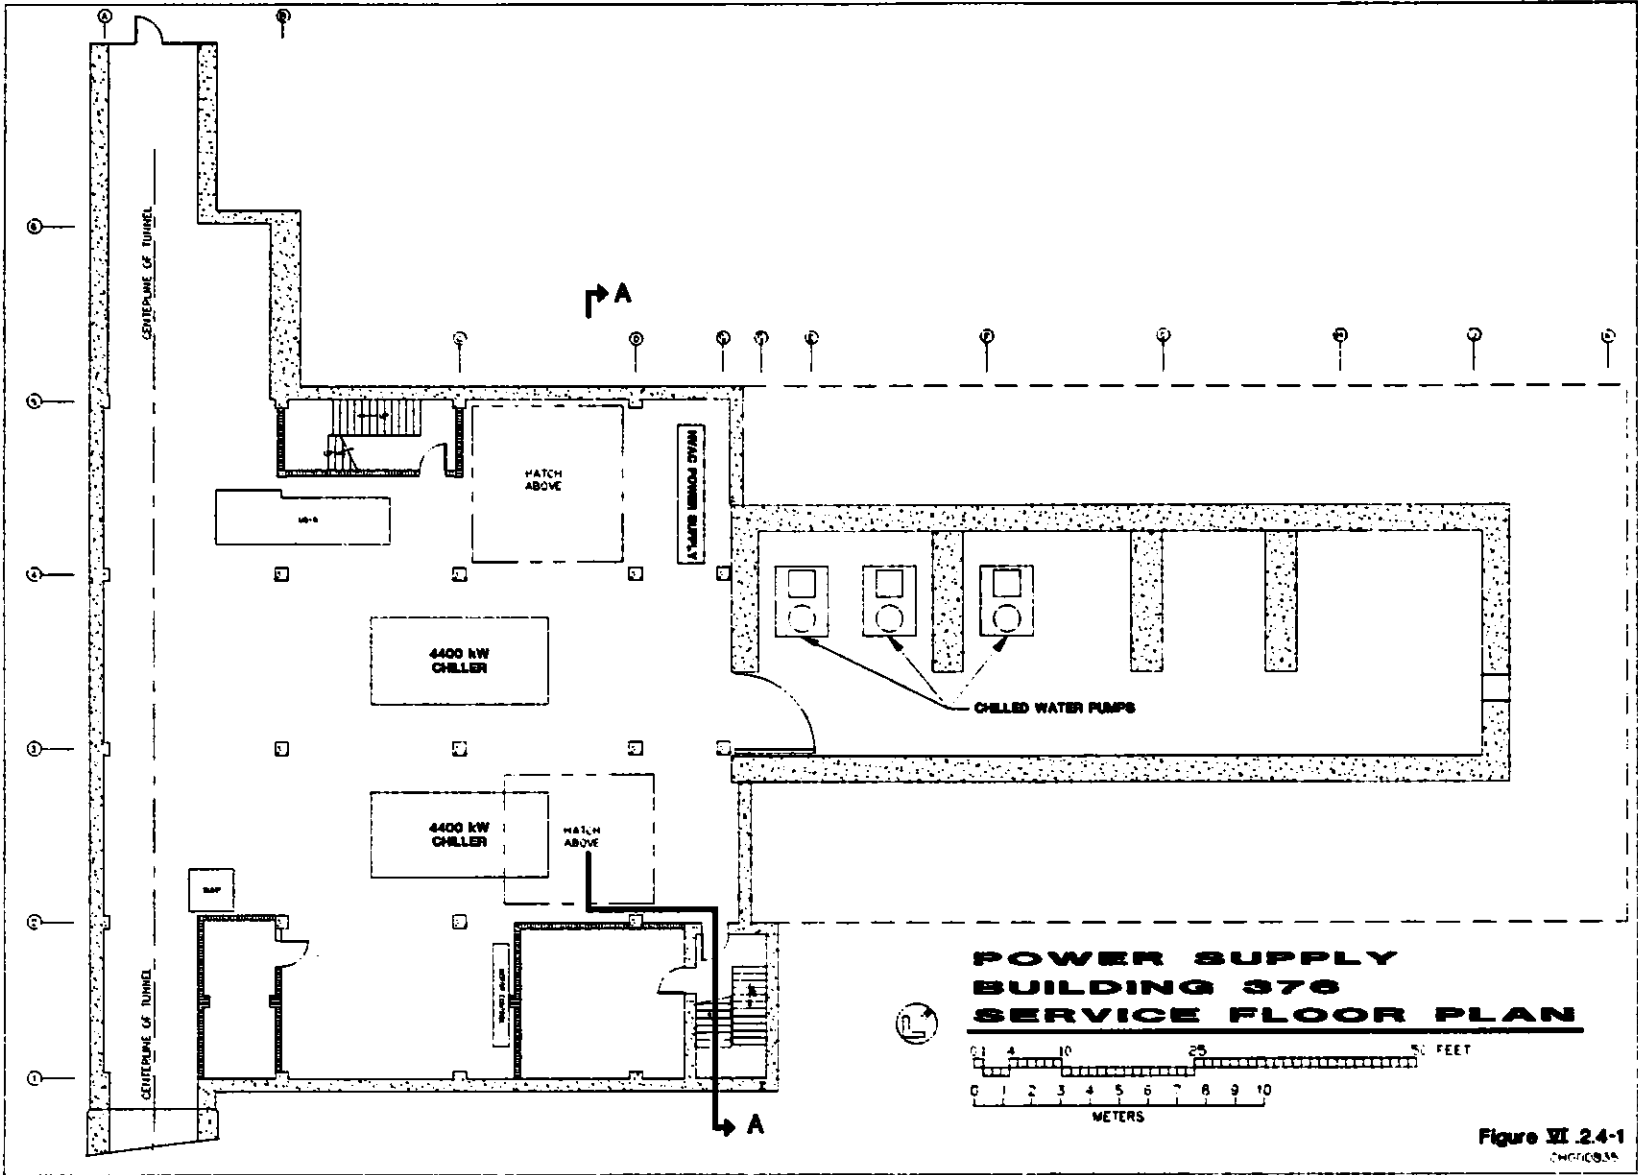 A
B
CENTERLINE OF TUNNEL
A
C
D
F
G
H
J
K
6
5
4
3
2
1
UP
HATCH
ABOVE
HVAC POWER SUPPLY
4400 kW
CHILLER
CHILLED WATER PUMPS
4400 kW
CHILLER
HATCH
ABOVE
CENTERLINE OF TUNNEL
A
POWER SUPPLY
BUILDING 376
SERVICE FLOOR PLAN
0 1 4 10 25 50 FEET
0 1 2 3 4 5 6 7 8 9 10
METERS
Figure VI .2.4-1